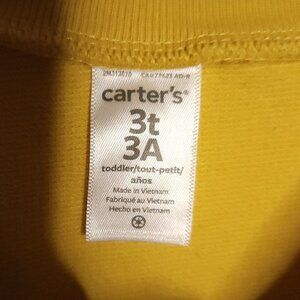 carter's®
3t
3A
toddler/tout-petit/
años
Made in Vietnam
Fabriqué au Vietnam
Hecho en Vietnam